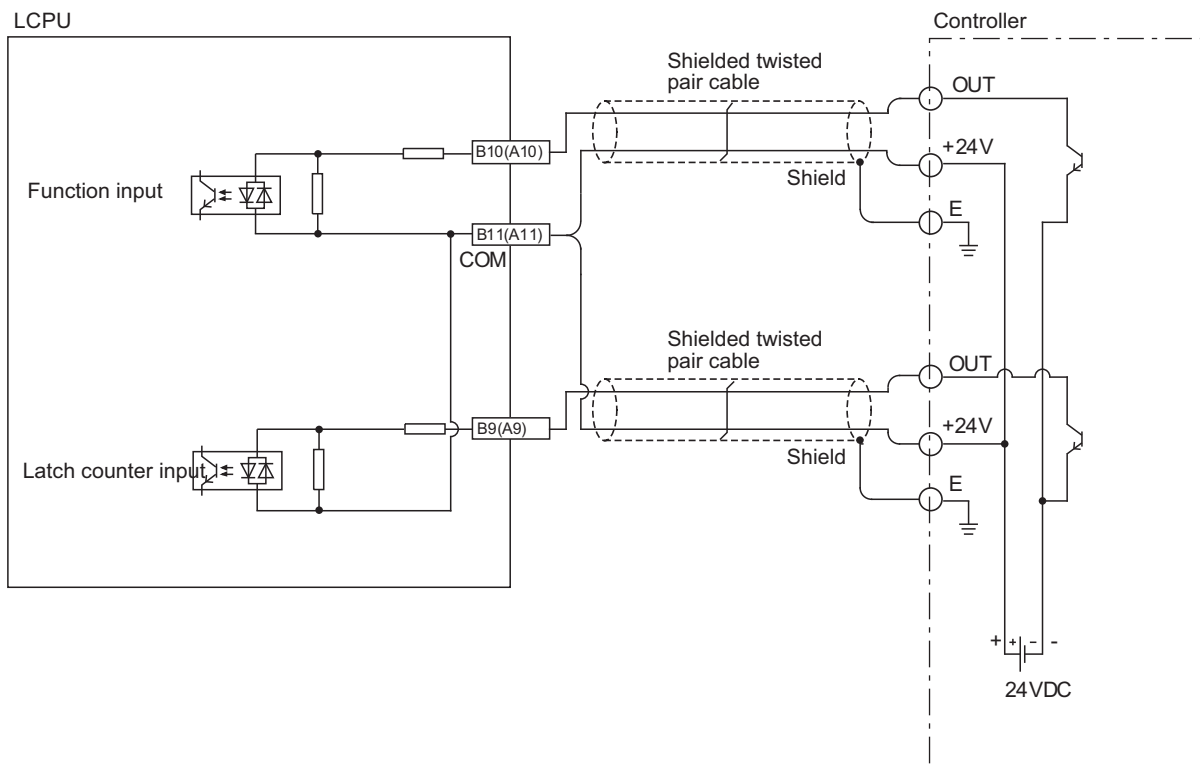 LCPU
Controller
Shielded twisted
pair cable
OUT
B10(A10)
+24V
Function input
Shield
E
B11(A11)
COM
Shielded twisted
pair cable
OUT
B9(A9)
+24V
Latch counter input
Shield
E
+ + - -
24VDC